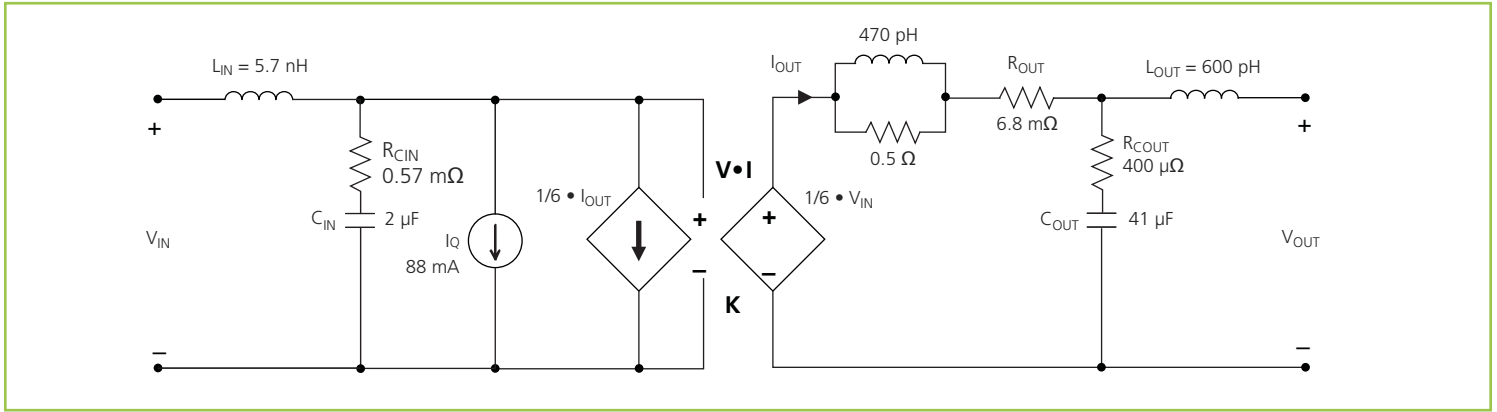 L_IN = 5.7 nH
+
R_CIN
0.57 mΩ
C_IN 2 µF
V_IN
I_Q
88 mA
1/6 • I_OUT
–
V•I
+
–
K
I_OUT
470 pH
0.5 Ω
R_OUT
6.8 mΩ
L_OUT = 600 pH
1/6 • V_IN
+
–
R_COUT
400 µΩ
C_OUT 41 µF
+
V_OUT
–